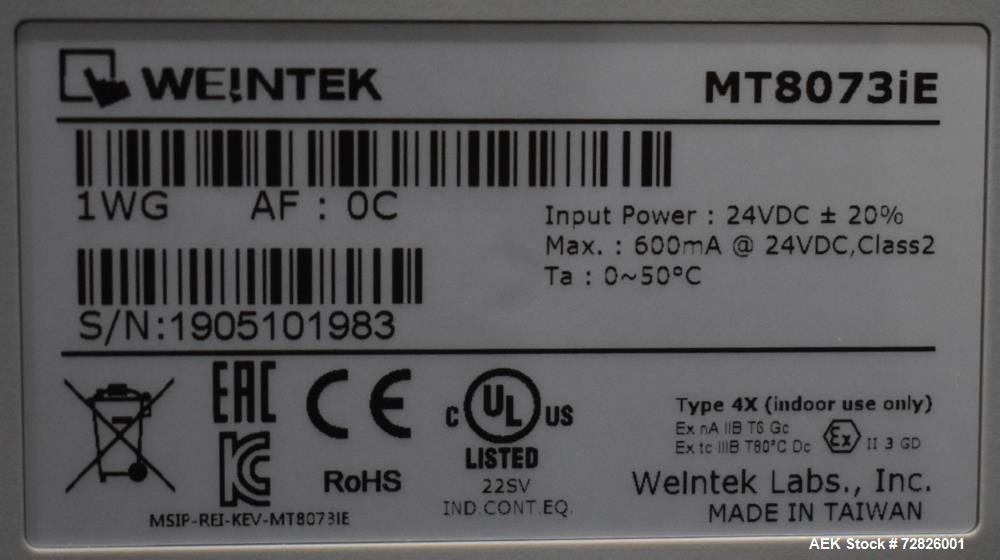 WEINTEK
MT8073iE
1WG AF : 0C
Input Power : 24VDC ± 20%
Max. : 600mA @ 24VDC,Class2
Ta : 0~50°C
S/N:1905101983
EAC
CE
C UL US
LISTED
22SV
IND.CONT.EQ.
KC
RoHS
MSIP-REI-KEV-MT8073IE
Type 4X (indoor use only)
Ex nA IIB T6 Gc
Ex tc IIIB T80°C Dc
Ex II 3 GD
WeIntek Labs., Inc.
MADE IN TAIWAN
AEK Stock # 72826001